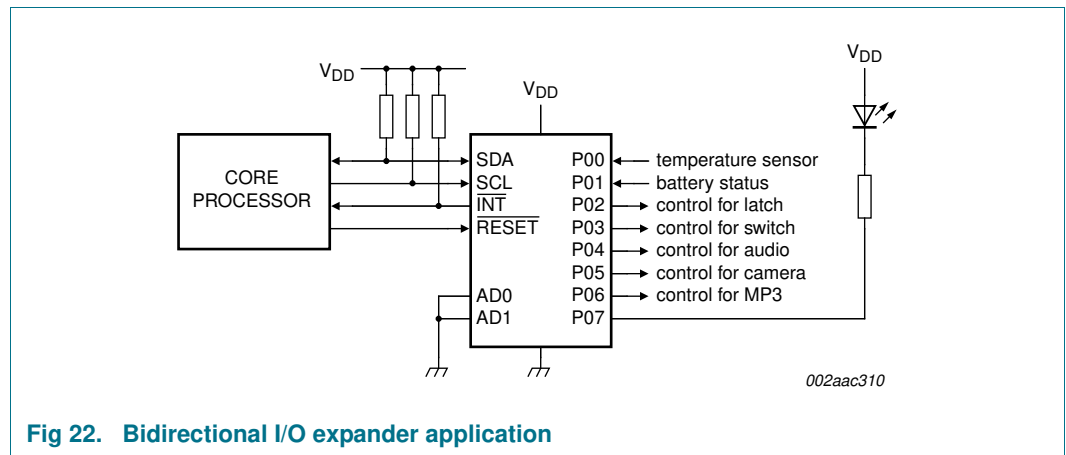 VDD
VDD
VDD
CORE
PROCESSOR
SDA
SCL
INT
RESET
AD0
AD1
P00
P01
P02
P03
P04
P05
P06
P07
temperature sensor
battery status
control for latch
control for switch
control for audio
control for camera
control for MP3
002aac310
Fig 22. Bidirectional I/O expander application